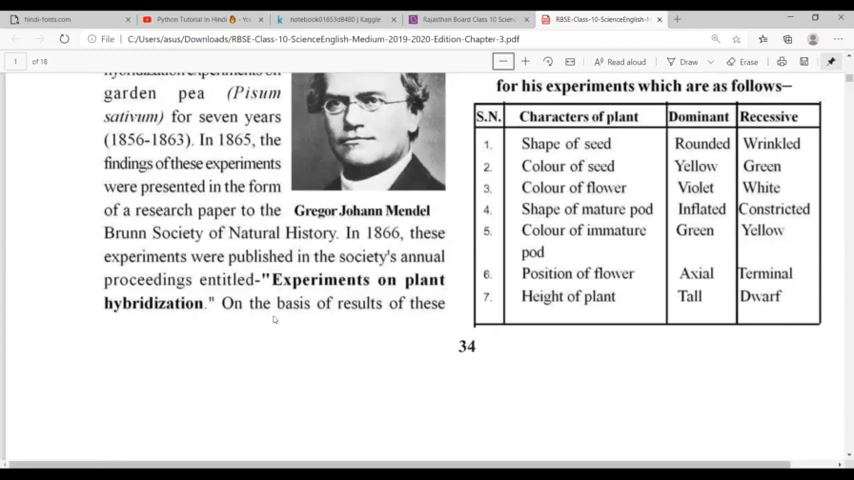 hindi-fonts.com
Python Tutorial In Hindi 🔥 - Yo
notebook01653d8480 | Kaggle
Rajasthan Board Class 10 Scien
RBSE-Class-10-ScienceEnglish-M
File
C:/Users/asus/Downloads/RBSE-Class-10-ScienceEnglish-Medium-2019-2020-Edition-Chapter-3.pdf
1 of 18
Read aloud
Draw
Erase
hybridization experiments on
garden pea (Pisum
sativum) for seven years
(1856-1863). In 1865, the
findings of these experiments
were presented in the form
of a research paper to the
Gregor Johann Mendel
Brunn Society of Natural History. In 1866, these
experiments were published in the society's annual
proceedings entitled-"Experiments on plant
hybridization." On the basis of results of these
for his experiments which are as follows–
S.N. Characters of plant Dominant Recessive
1. Shape of seed Rounded Wrinkled
2. Colour of seed Yellow Green
3. Colour of flower Violet White
4. Shape of mature pod Inflated Constricted
5. Colour of immature Green Yellow
pod
6. Position of flower Axial Terminal
7. Height of plant Tall Dwarf
34